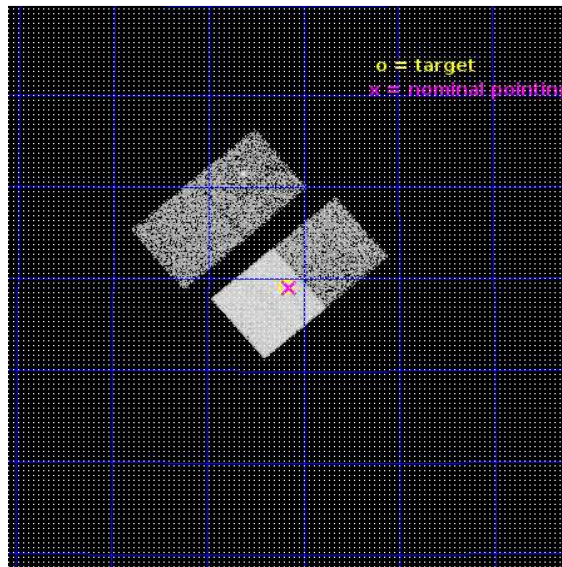 o = target
x = nominal pointing